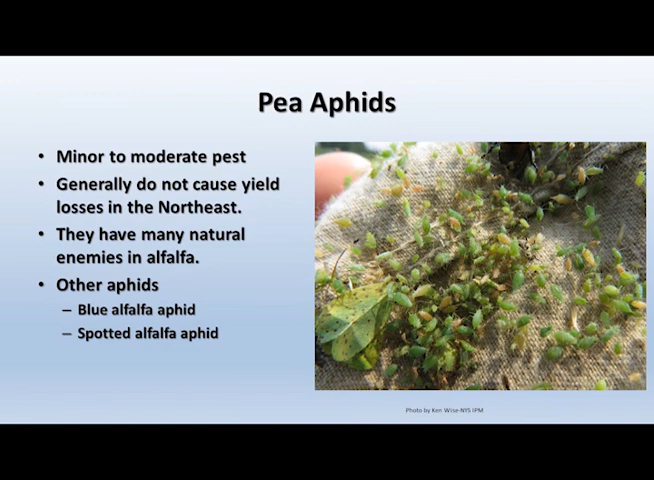 Pea Aphids
• Minor to moderate pest
• Generally do not cause yield
losses in the Northeast.
• They have many natural
enemies in alfalfa.
• Other aphids
– Blue alfalfa aphid
– Spotted alfalfa aphid
Photo by Ken Wise-NYS IPM